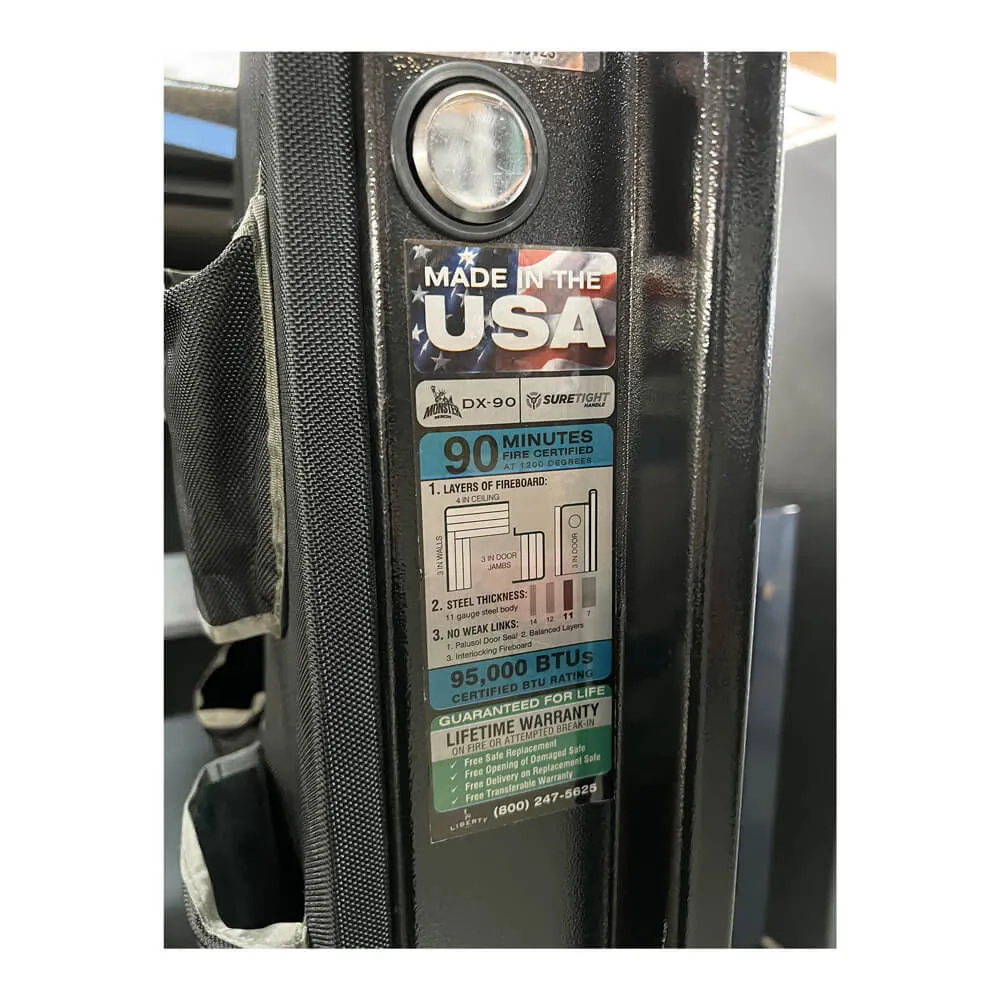 MADE IN THE
USA
MONSTER DX-90 SURETIGHT
HANDLE
90 MINUTES
FIRE CERTIFIED
AT 1200 DEGREES
1. LAYERS OF FIREBOARD:
4 IN CEILING
3 IN WALLS
3 IN DOOR
JAMBS
3 IN DOOR
2. STEEL THICKNESS:
11 gauge steel body
14 12 11 7
3. NO WEAK LINKS:
1. Palusol Door Seal 2. Balanced Layers
3. Interlocking Fireboard
95,000 BTUs
CERTIFIED BTU RATING
GUARANTEED FOR LIFE
LIFETIME WARRANTY
ON FIRE OR ATTEMPTED BREAK-IN
✓ Free Safe Replacement
✓ Free Opening of Damaged Safe
✓ Free Delivery on Replacement Safe
✓ Free Transferable Warranty
LIBERTY (800) 247-5625